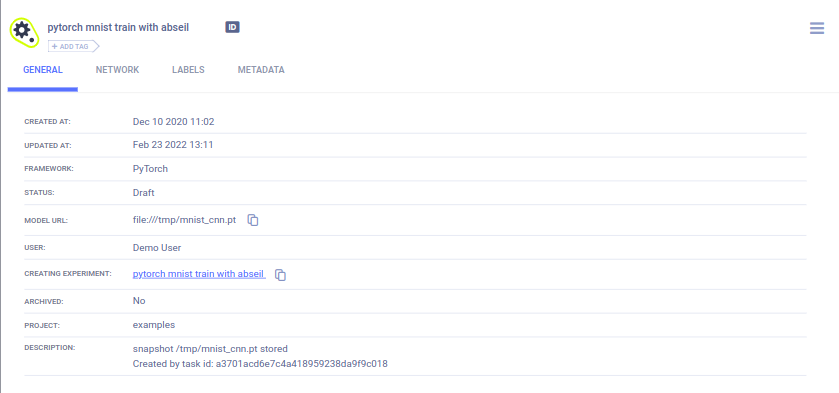 pytorch mnist train with abseil ID
+ ADD TAG
GENERAL NETWORK LABELS METADATA
CREATED AT: Dec 10 2020 11:02
UPDATED AT: Feb 23 2022 13:11
FRAMEWORK: PyTorch
STATUS: Draft
MODEL URL: file:///tmp/mnist_cnn.pt
USER: Demo User
CREATING EXPERIMENT: pytorch mnist train with abseil
ARCHIVED: No
PROJECT: examples
DESCRIPTION: snapshot /tmp/mnist_cnn.pt stored
Created by task id: a3701acd6e7c4a418959238da9f9c018